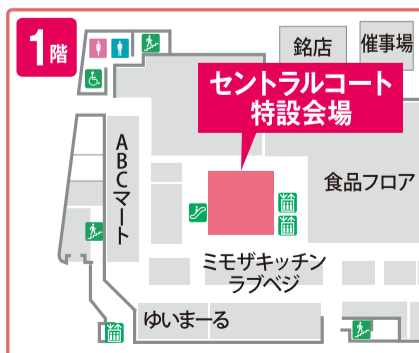 1階
銘店
催事場
セントラルコート
特設会場
ABCマート
食品フロア
ミモザキッチン
ラブベジ
ゆいまーる